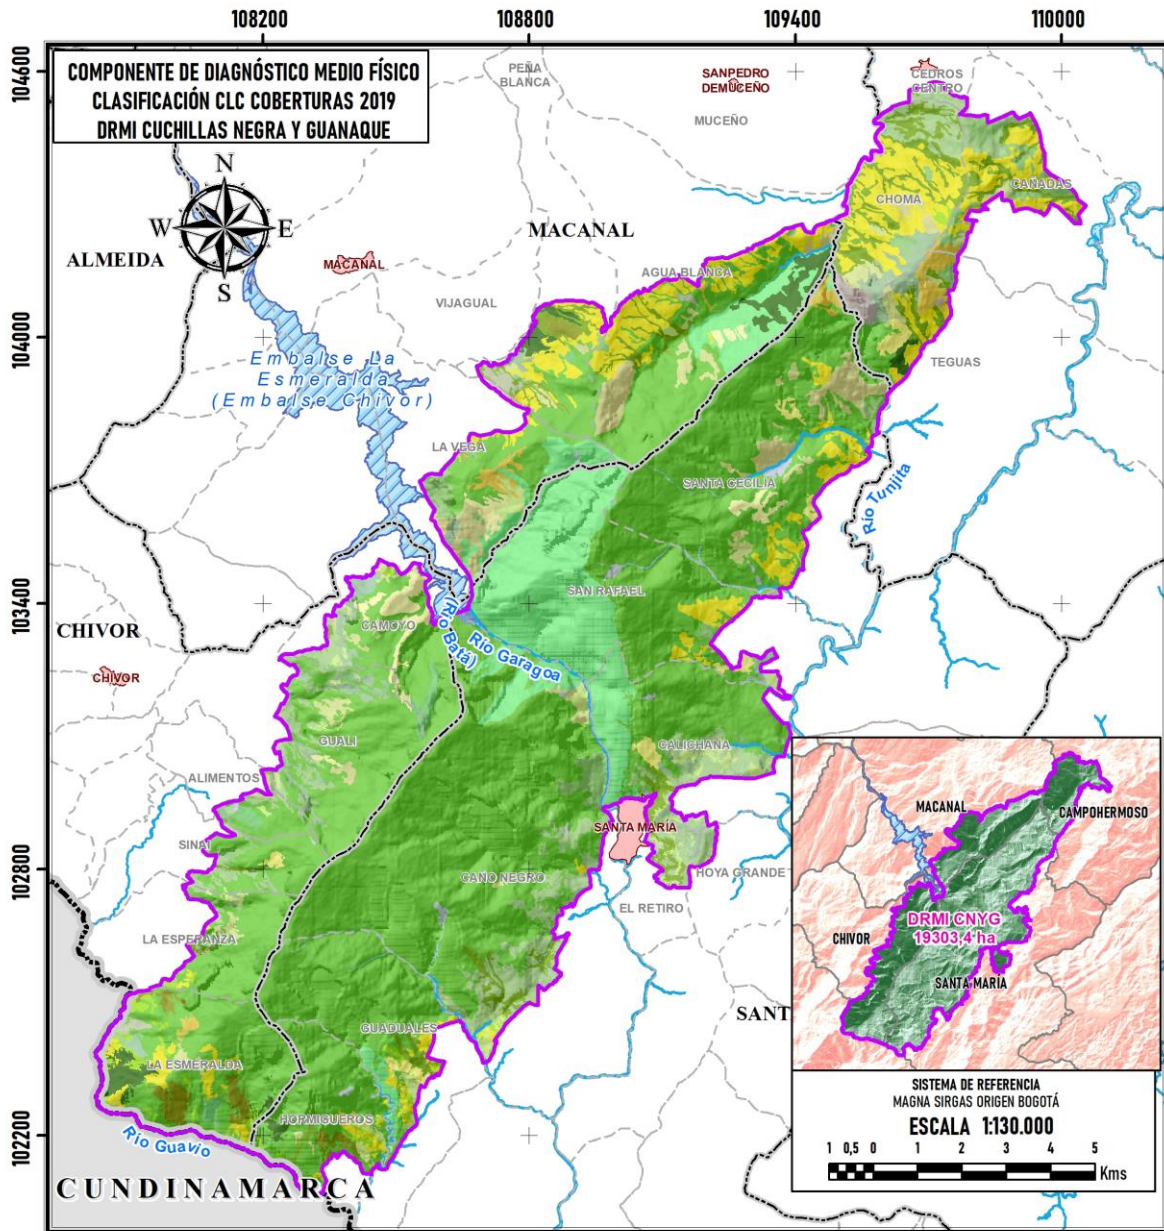 108200
108800
109400
110000
104600
104000
103400
102800
102200
COMPONENTE DE DIAGNÓSTICO MEDIO FÍSICO
CLASIFICACIÓN CLC COBERTURAS 2019
DRMI CUCHILLAS NEGRA Y GUANAQUE
N
W
E
S
PEÑA
BLANCA
SANPEDRO
DEMUCEÑO
MUCEÑO
CEDROS
CENTRO
CAÑADAS
CHOMA
MACANAL
ALMEIDA
MACANAL
AGUA BLANCA
VIJAGUAL
Embalse La
Esmeralda
(Embalse Chivor)
TEGUAS
LA VEGA
SANTA CECILIA
Río Tunjita
SAN RAFAEL
CHIVOR
CAMOYO
(Río Batá)
Río Garagoa
CHIVOR
GUALI
CALICHANA
ALIMENTOS
SANTA MARIA
SINAI
CAÑO NEGRO
HOYA GRANDE
EL RETIRO
LA ESPERANZA
SANT
GUADUALES
LA ESMERALDA
HORMIGUEROS
Río Guavio
CUNDINAMARCA
MACANAL
CAMPOHERMOSO
DRMI CNYG
19303,4 ha
CHIVOR
SANTA MARÍA
SISTEMA DE REFERENCIA
MAGNA SIRGAS ORIGEN BOGOTÁ
ESCALA 1:130.000
1 0,5 0 1 2 3 4 5
Kms